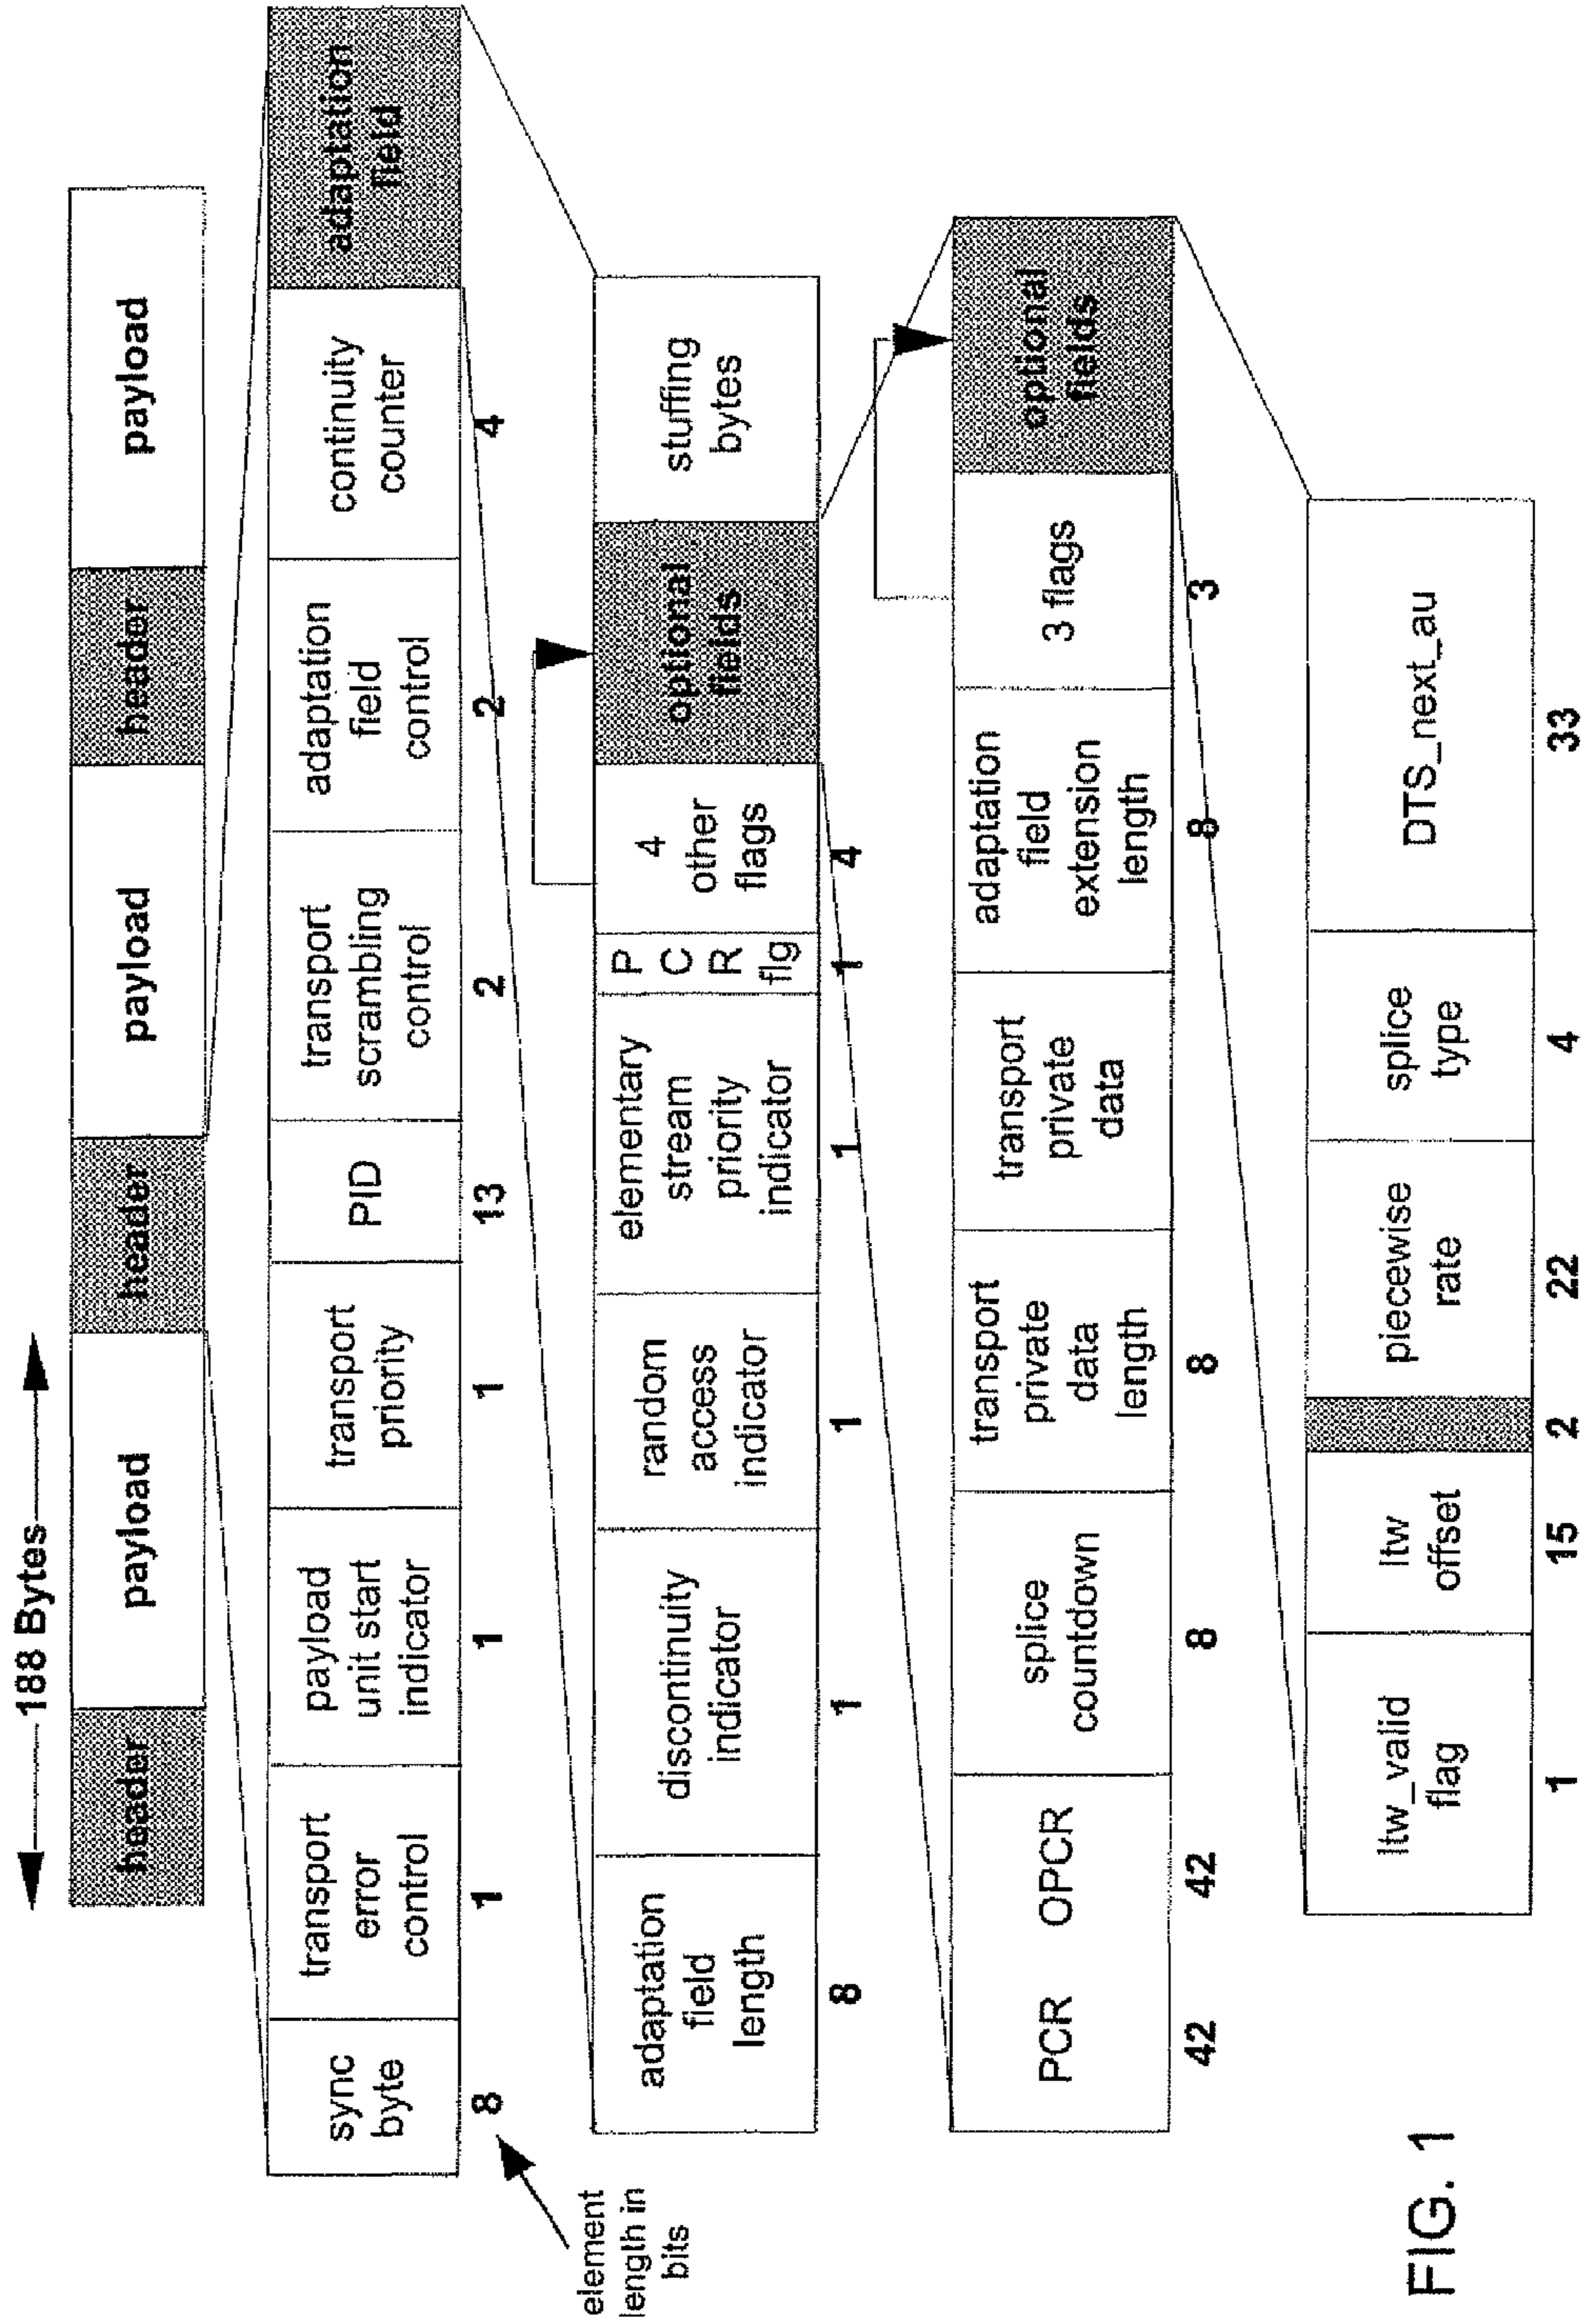 188 Bytes
header
payload
header
payload
header
payload
sync
byte
transport
error
control
payload
unit start
indicator
transport
priority
PID
transport
scrambling
control
adaptation
field
control
continuity
counter
adaptation
field
8
1
1
1
13
2
2
4
element
length in
bits
adaptation
field
length
discontinuity
indicator
random
access
indicator
elementary
stream
priority
indicator
P
C
R
flg
4
other
flags
optional
fields
stuffing
bytes
8
1
1
1
1
4
PCR OPCR
splice
countdown
transport
private
data
length
transport
private
data
adaptation
field
extension
length
3 flags
optional
fields
42
42
8
8
8
3
ltw_valid
flag
ltw
offset
piecewise
rate
splice
type
DTS_next_au
1
15
2
22
4
33
FIG. 1